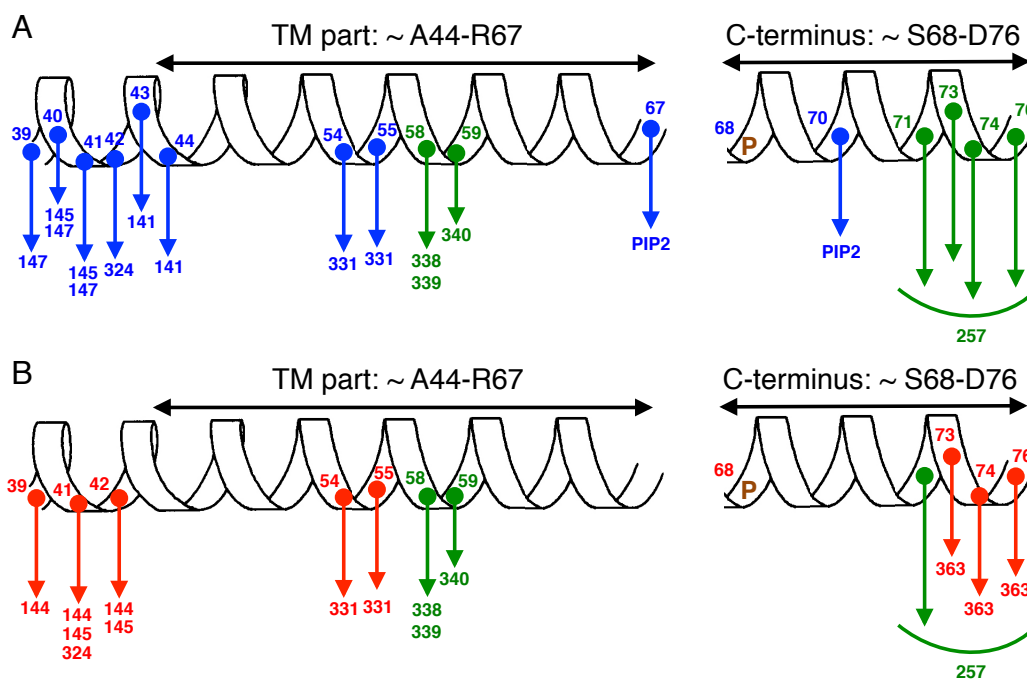 A
TM part: ~ A44-R67
C-terminus: ~ S68-D76
39 40 41 42 43 44 54 55 58 59 67
68 P 70 71 73 74 76
147
145
147
145
147
324
141
141
331
331
338
339
340
PIP2
PIP2
257
B
TM part: ~ A44-R67
C-terminus: ~ S68-D76
39 41 42 54 55 58 59
68 P 73 74 76
144
144
145
324
144
145
331
331
338
339
340
363
363
363
257